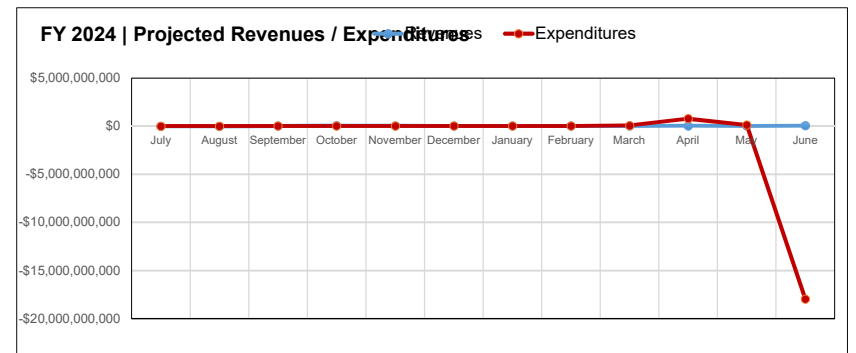 FY 2024 | Projected Revenues / Expenditures
Revenues
Expenditures
$5,000,000,000
$0
July August September October November December January February March April May June
-$5,000,000,000
-$10,000,000,000
-$15,000,000,000
-$20,000,000,000